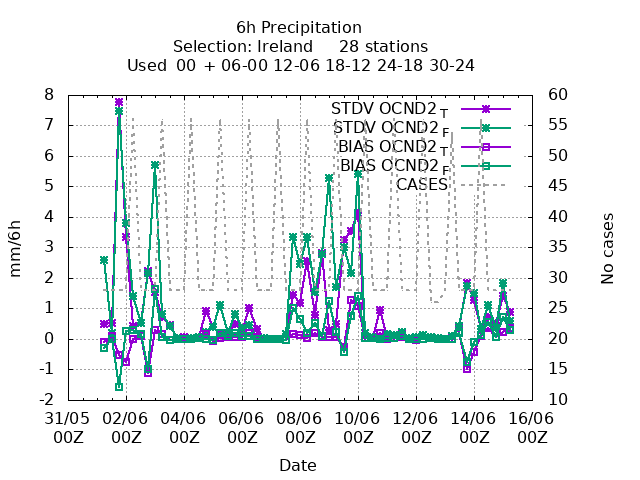 6h Precipitation
Selection: Ireland     28 stations
Used  00 + 06-00 12-06 18-12 24-18 30-24
STDV OCND2 T
STDV OCND2 F
BIAS OCND2 T
BIAS OCND2 F
CASES
8
7
6
5
4
3
2
1
0
-1
-2
mm/6h
60
55
50
45
40
35
30
25
20
15
10
No cases
31/05 02/06 04/06 06/06 08/06 10/06 12/06 14/06 16/06
00Z 00Z 00Z 00Z 00Z 00Z 00Z 00Z 00Z
Date